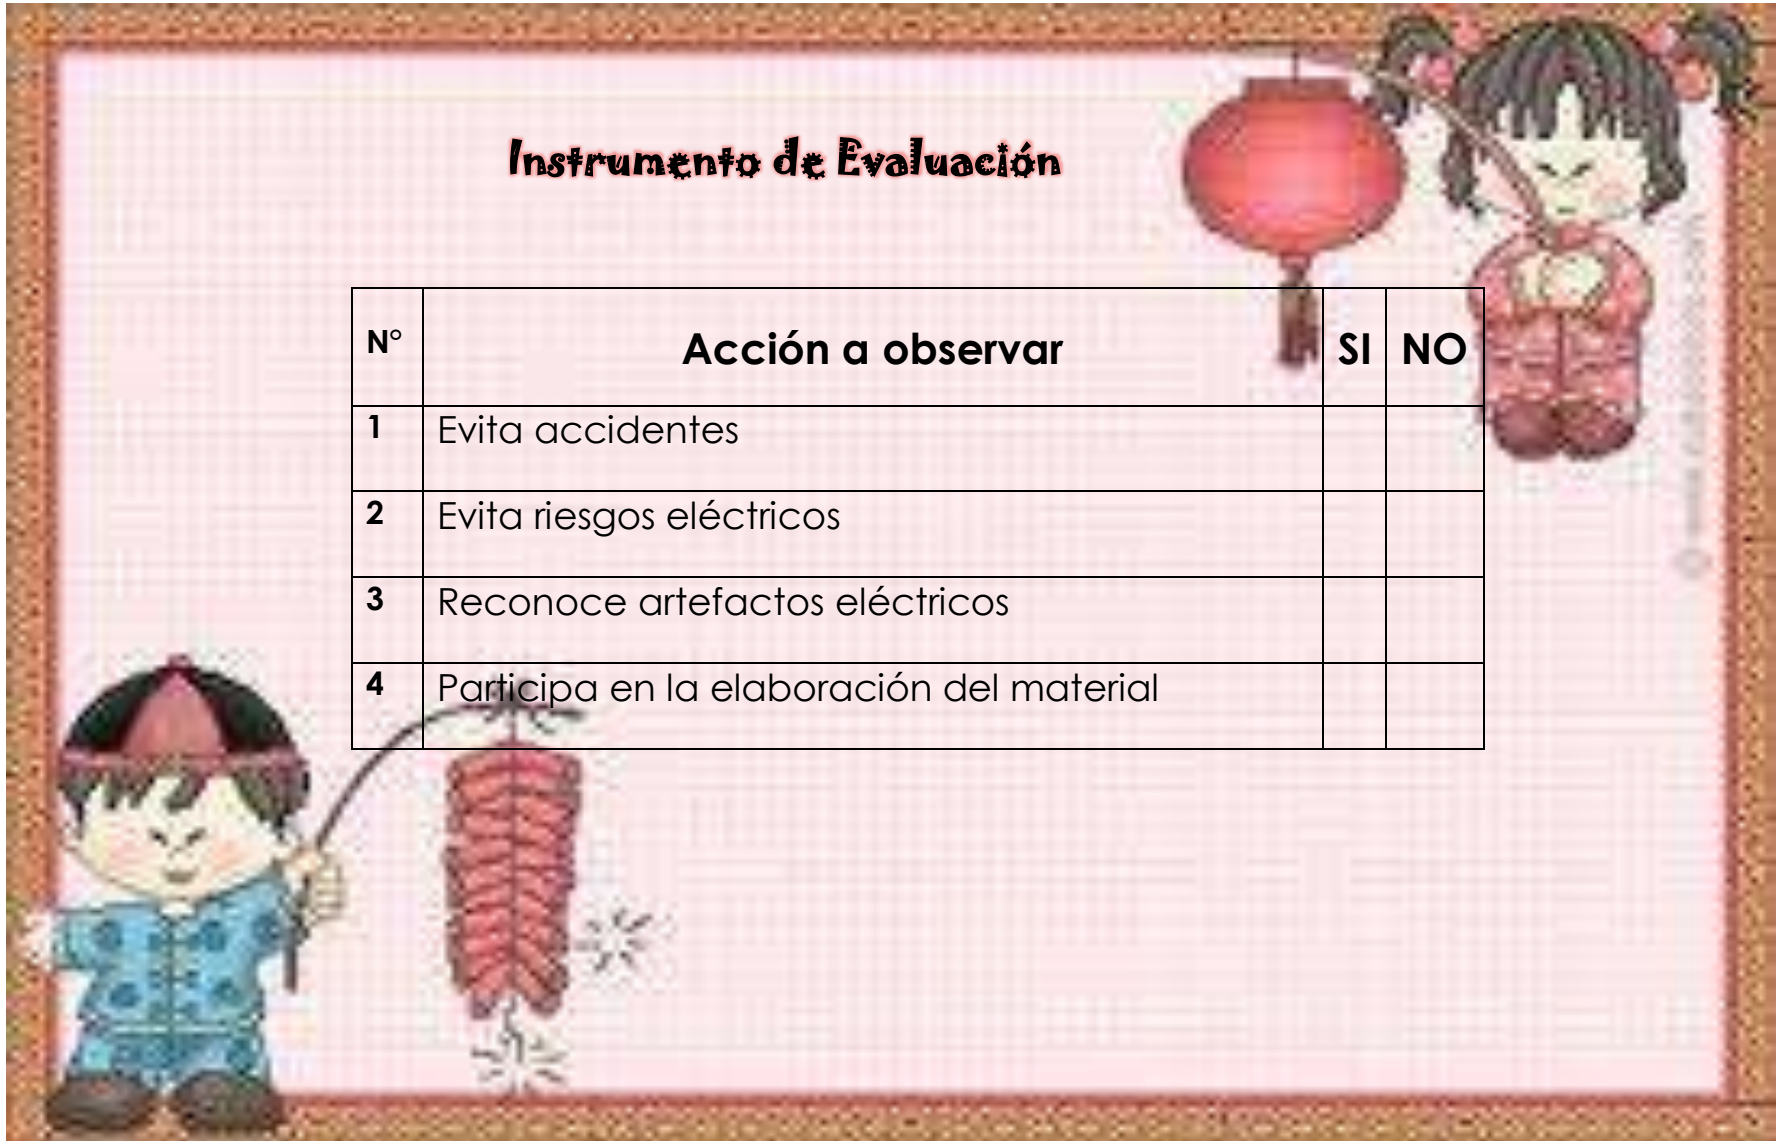 Instrumento de Evaluación
N° Acción a observar SI NO
1 Evita accidentes
2 Evita riesgos eléctricos
3 Reconoce artefactos eléctricos
4 Participa en la elaboración del material